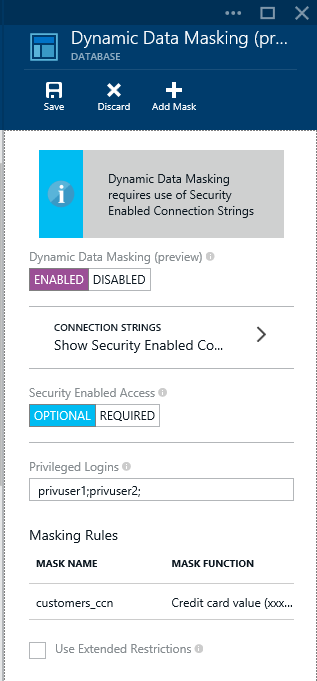 Dynamic Data Masking (pr...
DATABASE
Save Discard Add Mask
Dynamic Data Masking
requires use of Security
Enabled Connection Strings
Dynamic Data Masking (preview)
ENABLED DISABLED
CONNECTION STRINGS
Show Security Enabled Co...
Security Enabled Access
OPTIONAL REQUIRED
Privileged Logins
privuser1;privuser2;
Masking Rules
MASK NAME MASK FUNCTION
customers_ccn Credit card value (xxx...
Use Extended Restrictions